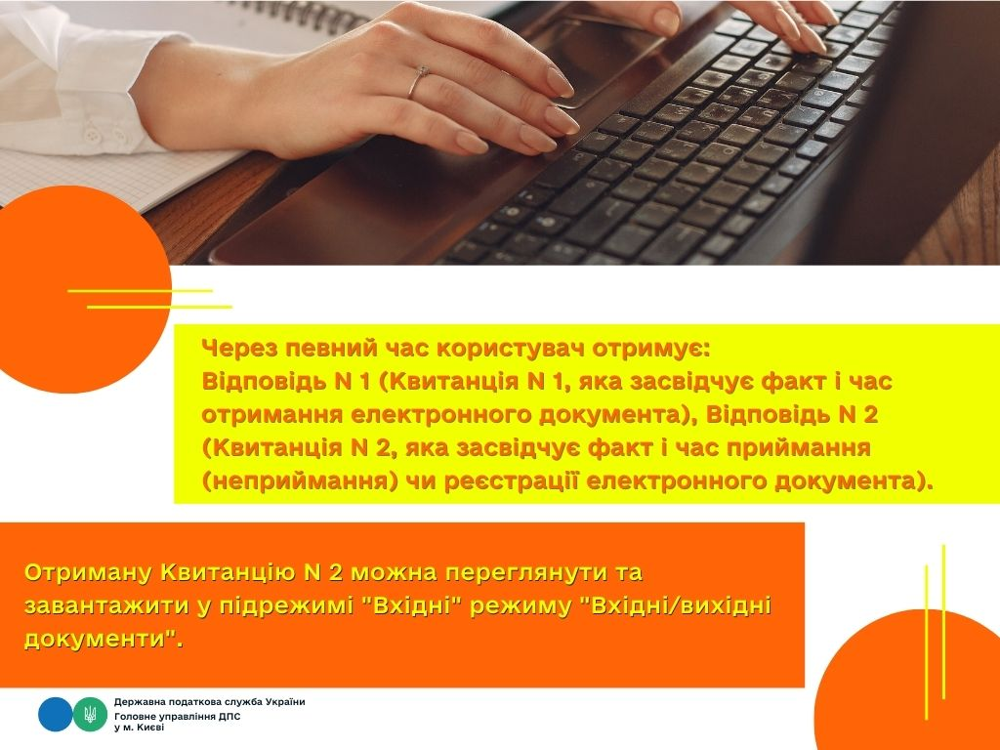 Через певний час користувач отримує:
Відповідь N 1 (Квитанція N 1, яка засвідчує факт і час
отримання електронного документа), Відповідь N 2
(Квитанція N 2, яка засвідчує факт і час приймання
(неприймання) чи реєстрації електронного документа).
Отриману Квитанцію N 2 можна переглянути та
завантажити у підрежимі "Вхідні" режиму "Вхідні/вихідні
документи".
Державна податкова служба України
Головне управління ДПС
у м. Києві